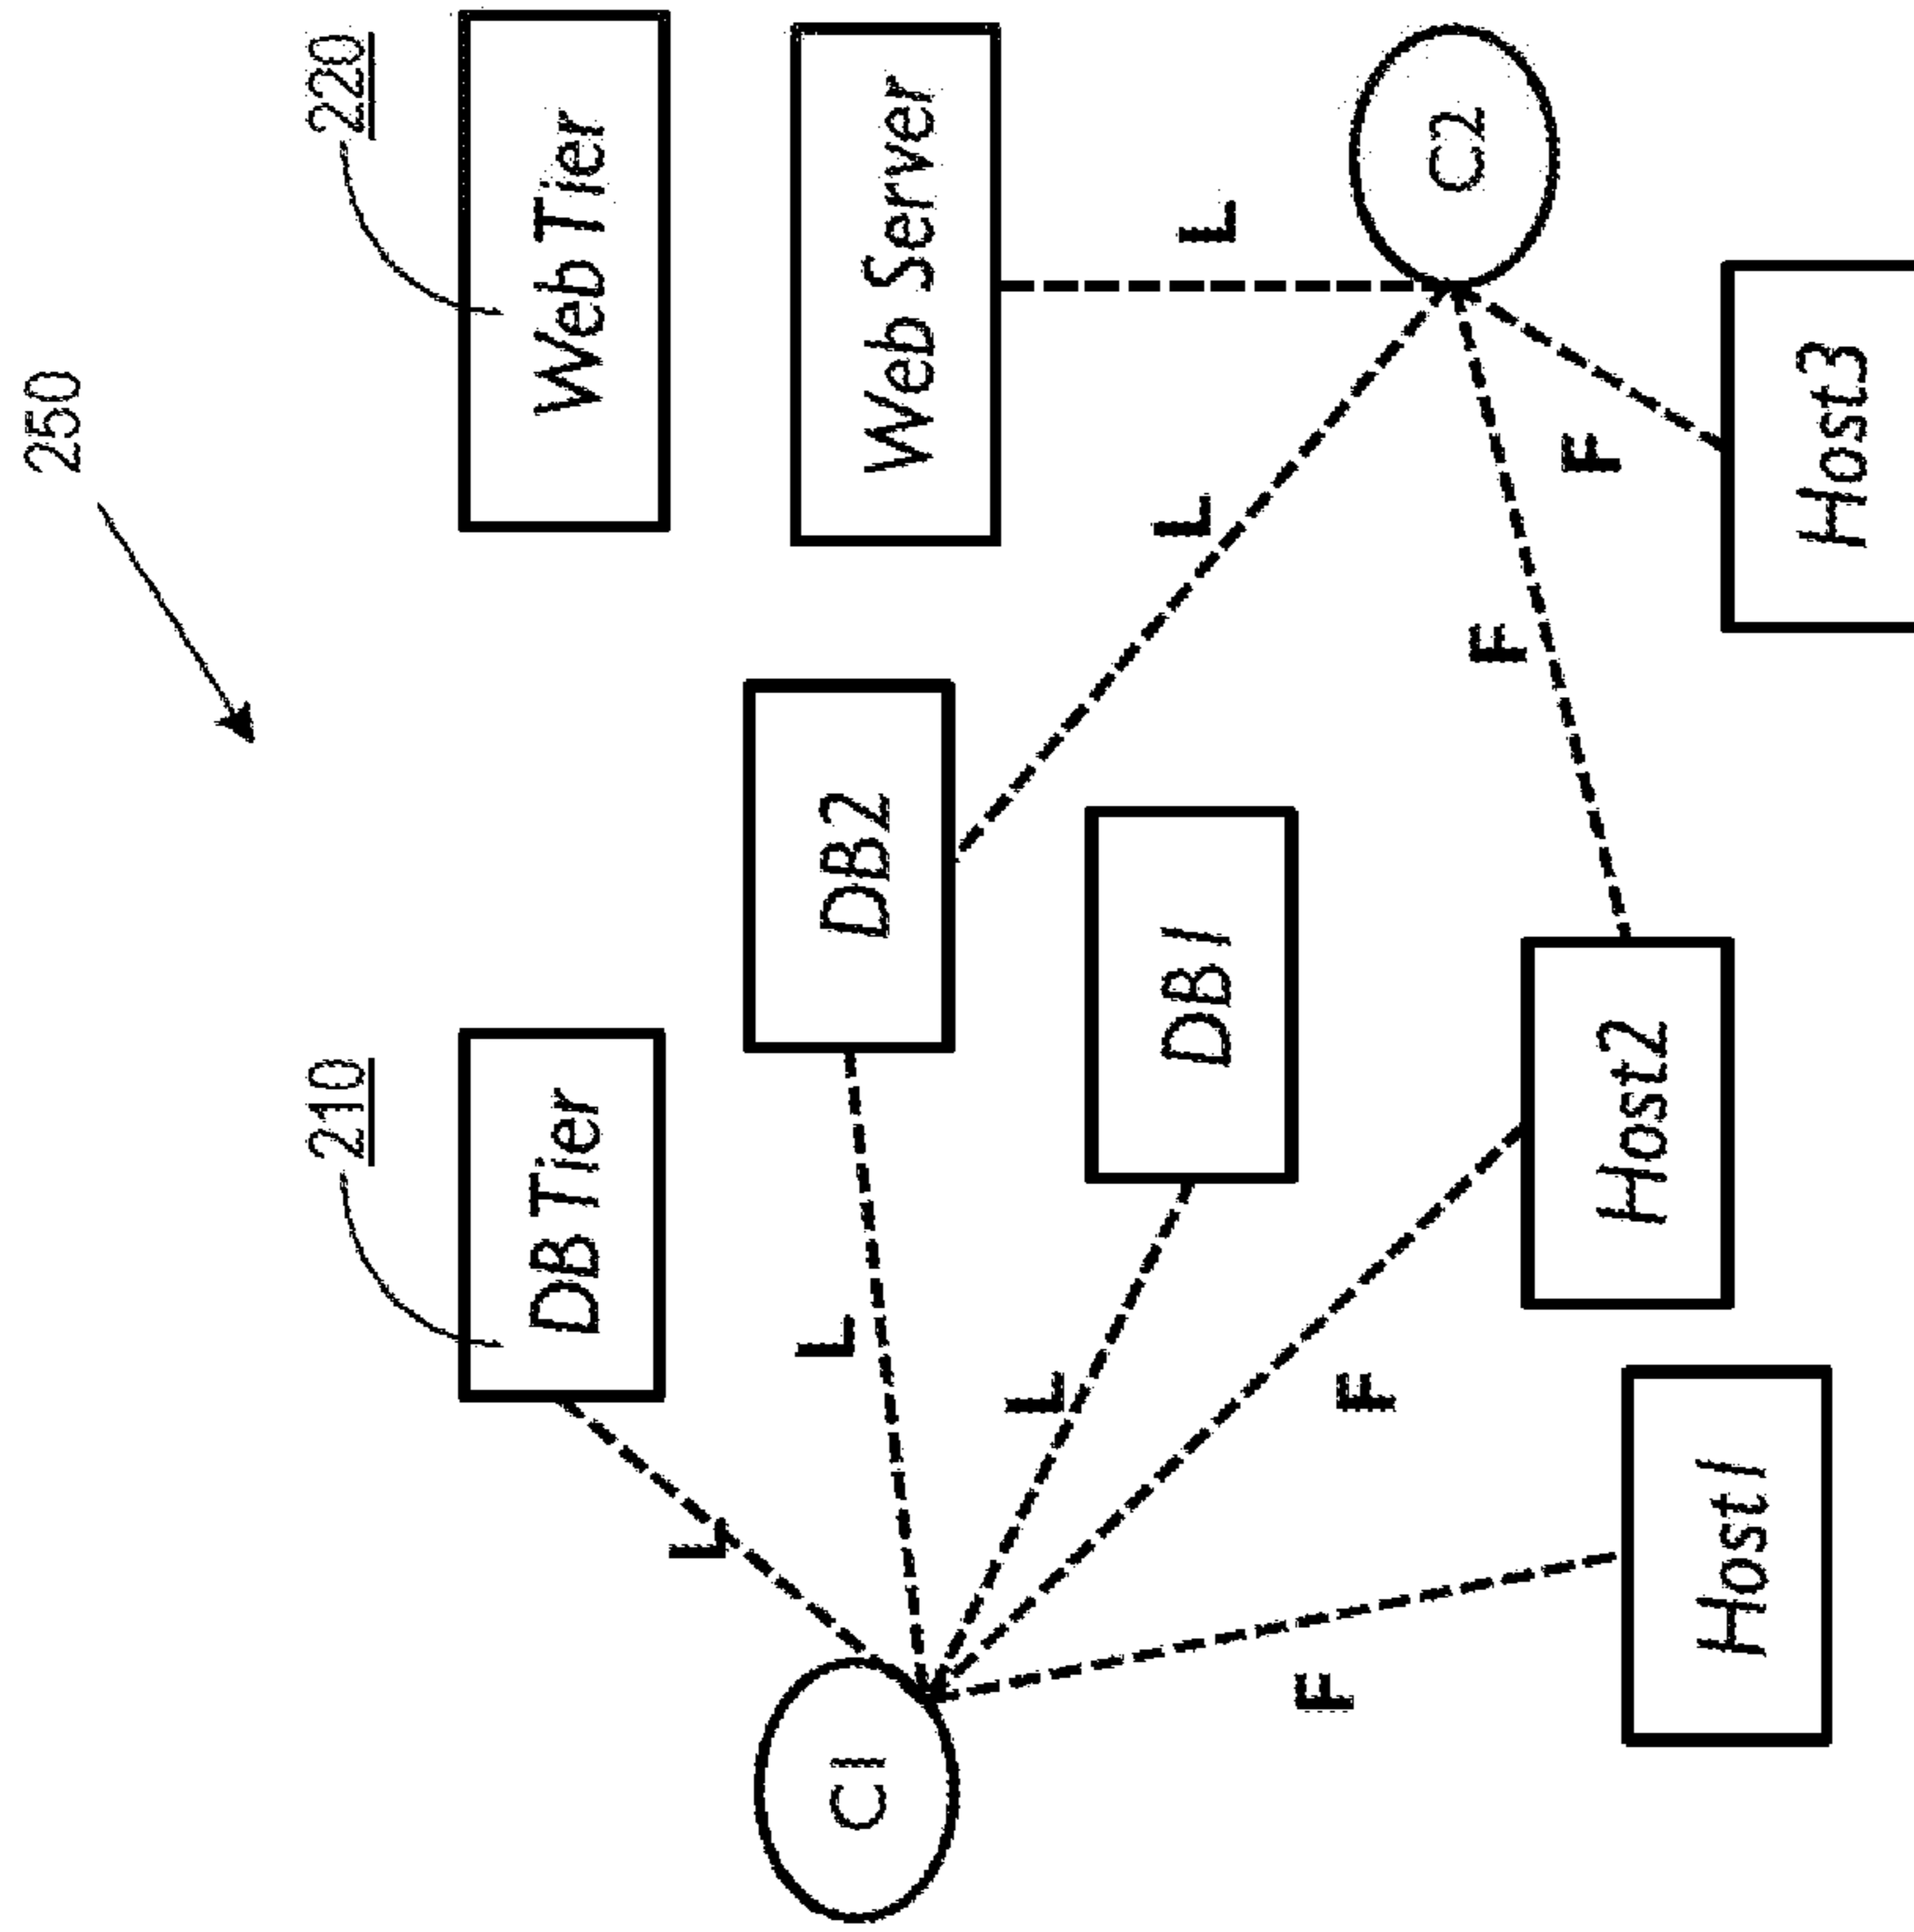 250
210
220
DB Tier
Web Tier
L
DB2
Web Server
C1
L
L
L
L
DB1
C2
F
F
F
F
Host2
Host1
Host3